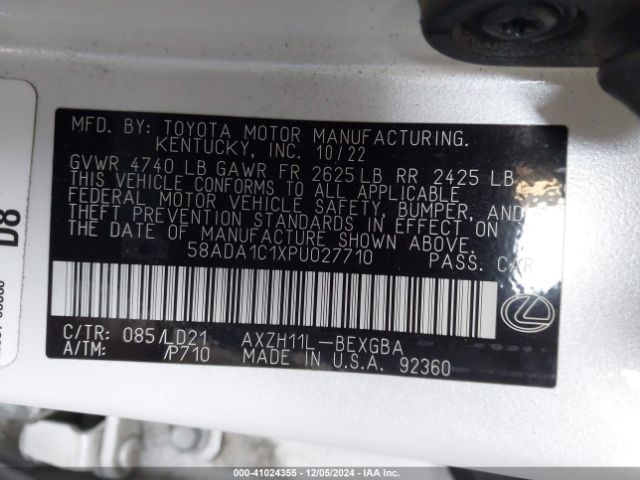 MFD. BY: TOYOTA MOTOR MANUFACTURING.
KENTUCKY, INC. 10/22
GVWR 4740 LB GAWR FR 2625 LB RR 2425 LB
THIS VEHICLE CONFORMS TO ALL APPLICABLE
FEDERAL MOTOR VEHICLE SAFETY, BUMPER, AND
THEFT PREVENTION STANDARDS IN EFFECT ON
THE DATE OF MANUFACTURE SHOWN ABOVE.
58ADA1C1XPU027710 PASS. CAR
C/TR: 085/LD21 AXZH11L-BEXGBA
A/TM: /P710 MADE IN U.S.A. 92360
D8
000-41024355 - 12/05/2024 - IAAI.COM